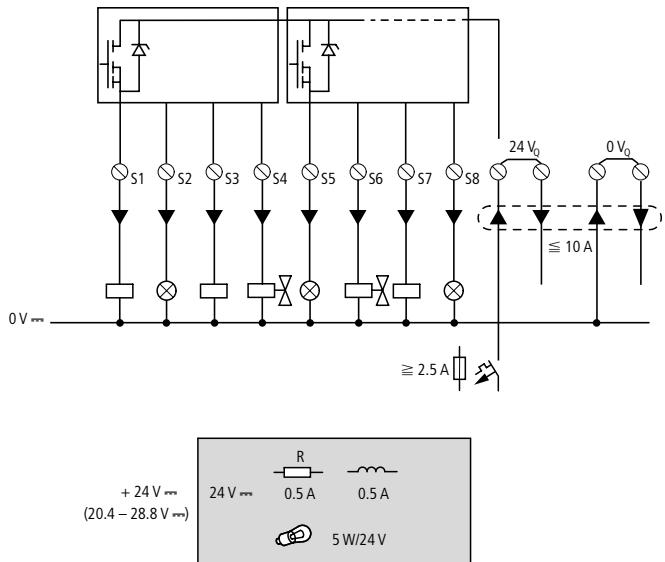 24 VQ
0 VQ
S1
S2
S3
S4
S5
S6
S7
S8
≦ 10 A
0 V ⎓
≧ 2.5 A
R
+ 24 V ⎓
24 V ⎓
0.5 A
0.5 A
(20.4 – 28.8 V ⎓)
5 W/24 V